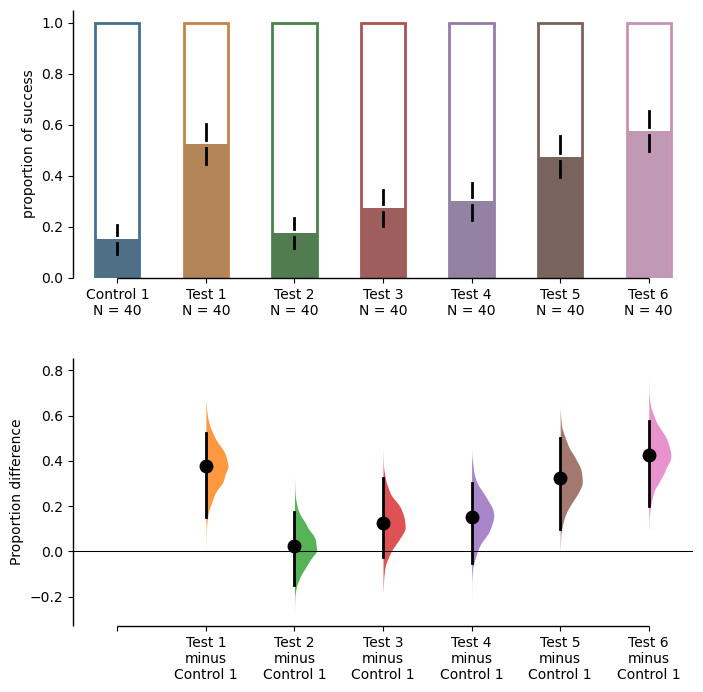 proportion of success
1.0
0.8
0.6
0.4
0.2
0.0
Control 1 Test 1 Test 2 Test 3 Test 4 Test 5 Test 6
N = 40 N = 40 N = 40 N = 40 N = 40 N = 40 N = 40
Proportion difference
0.8
0.6
0.4
0.2
0.0
−0.2
Test 1 Test 2 Test 3 Test 4 Test 5 Test 6
minus minus minus minus minus minus
Control 1 Control 1 Control 1 Control 1 Control 1 Control 1